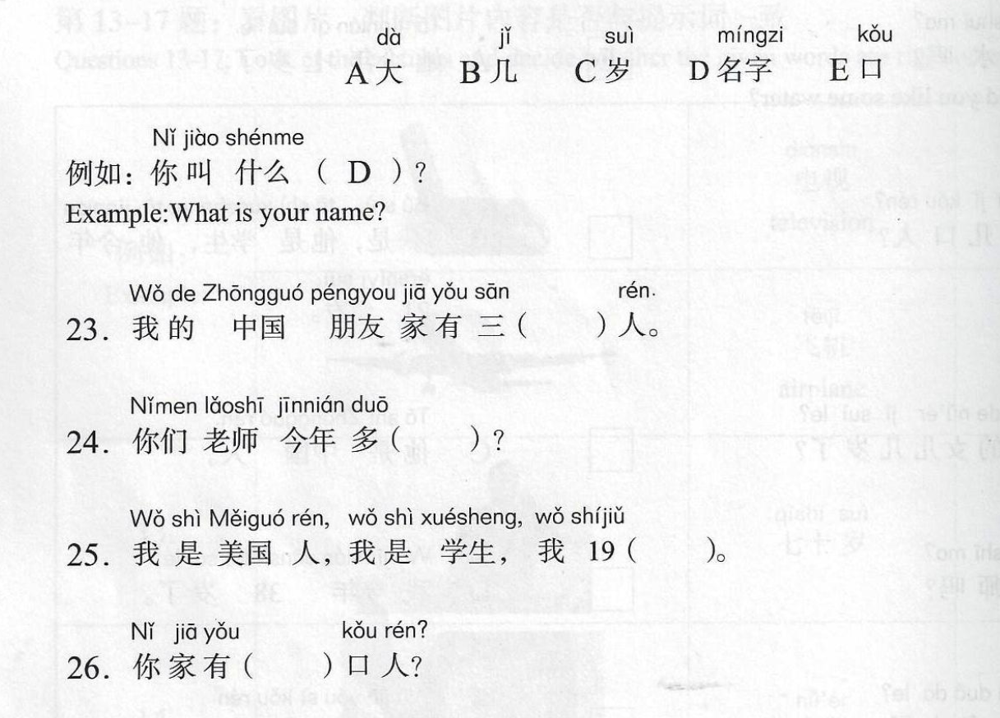 dà jǐ suì míngzi kǒu
A 大 B 几 C 岁 D 名字 E 口
Nǐ jiào shénme
例如：你 叫 什么 （ D ）？
Example:What is your name?
Wǒ de Zhōngguó péngyou jiā yǒu sān rén.
23. 我 的 中国 朋友 家 有 三（ ）人。
Nǐmen lǎoshī jīnnián duō
24. 你们 老师 今年 多（ ）？
Wǒ shì Měiguó rén, wǒ shì xuésheng, wǒ shíjiǔ
25. 我 是 美国 人，我 是 学生， 我 19（ ）。
Nǐ jiā yǒu kǒu rén?
26. 你 家 有（ ）口 人?